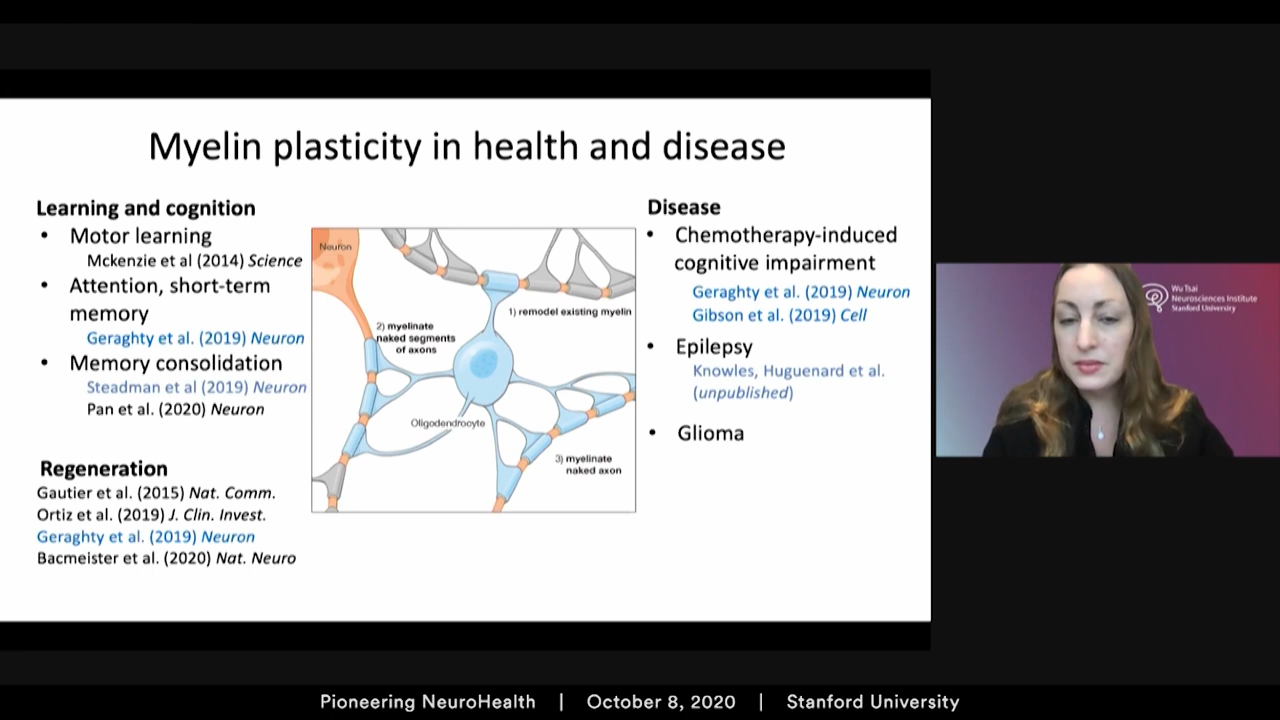 Myelin plasticity in health and disease
Learning and cognition
• Motor learning
Mckenzie et al (2014) Science
• Attention, short-term
memory
Geraghty et al. (2019) Neuron
• Memory consolidation
Steadman et al (2019) Neuron
Pan et al. (2020) Neuron
Regeneration
Gautier et al. (2015) Nat. Comm.
Ortiz et al. (2019) J. Clin. Invest.
Geraghty et al. (2019) Neuron
Bacmeister et al. (2020) Nat. Neuro
Neuron
1) remodel existing myelin
2) myelinate
naked segments
of axons
Oligodendrocyte
3) myelinate
naked axon
Disease
• Chemotherapy-induced
cognitive impairment
Geraghty et al. (2019) Neuron
Gibson et al. (2019) Cell
• Epilepsy
Knowles, Huguenard et al.
(unpublished)
• Glioma
Wu Tsai
Neurosciences Institute
Stanford University
Pioneering NeuroHealth | October 8, 2020 | Stanford University